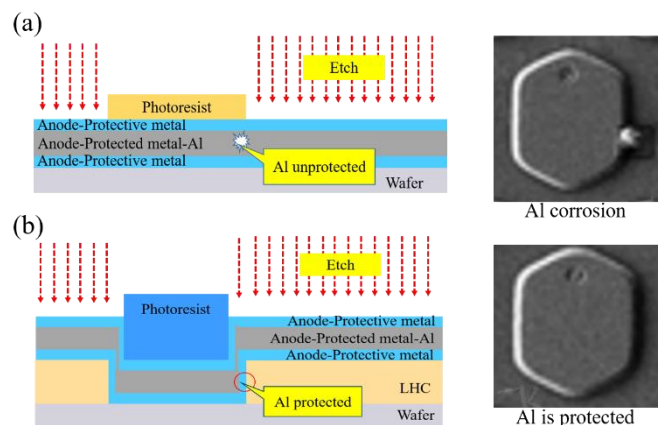 (a)
Etch
Photoresist
Anode-Protective metal
Anode-Protected metal-Al
Anode-Protective metal
Al unprotected
Wafer
Al corrosion
(b)
Etch
Photoresist
Anode-Protective metal
Anode-Protected metal-Al
Anode-Protective metal
LHC
Al protected
Wafer
Al is protected